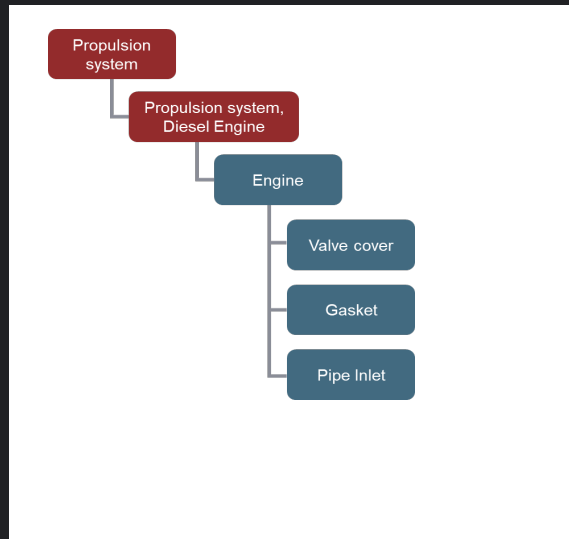 Propulsion
system
Propulsion system,
Diesel Engine
Engine
Valve cover
Gasket
Pipe Inlet